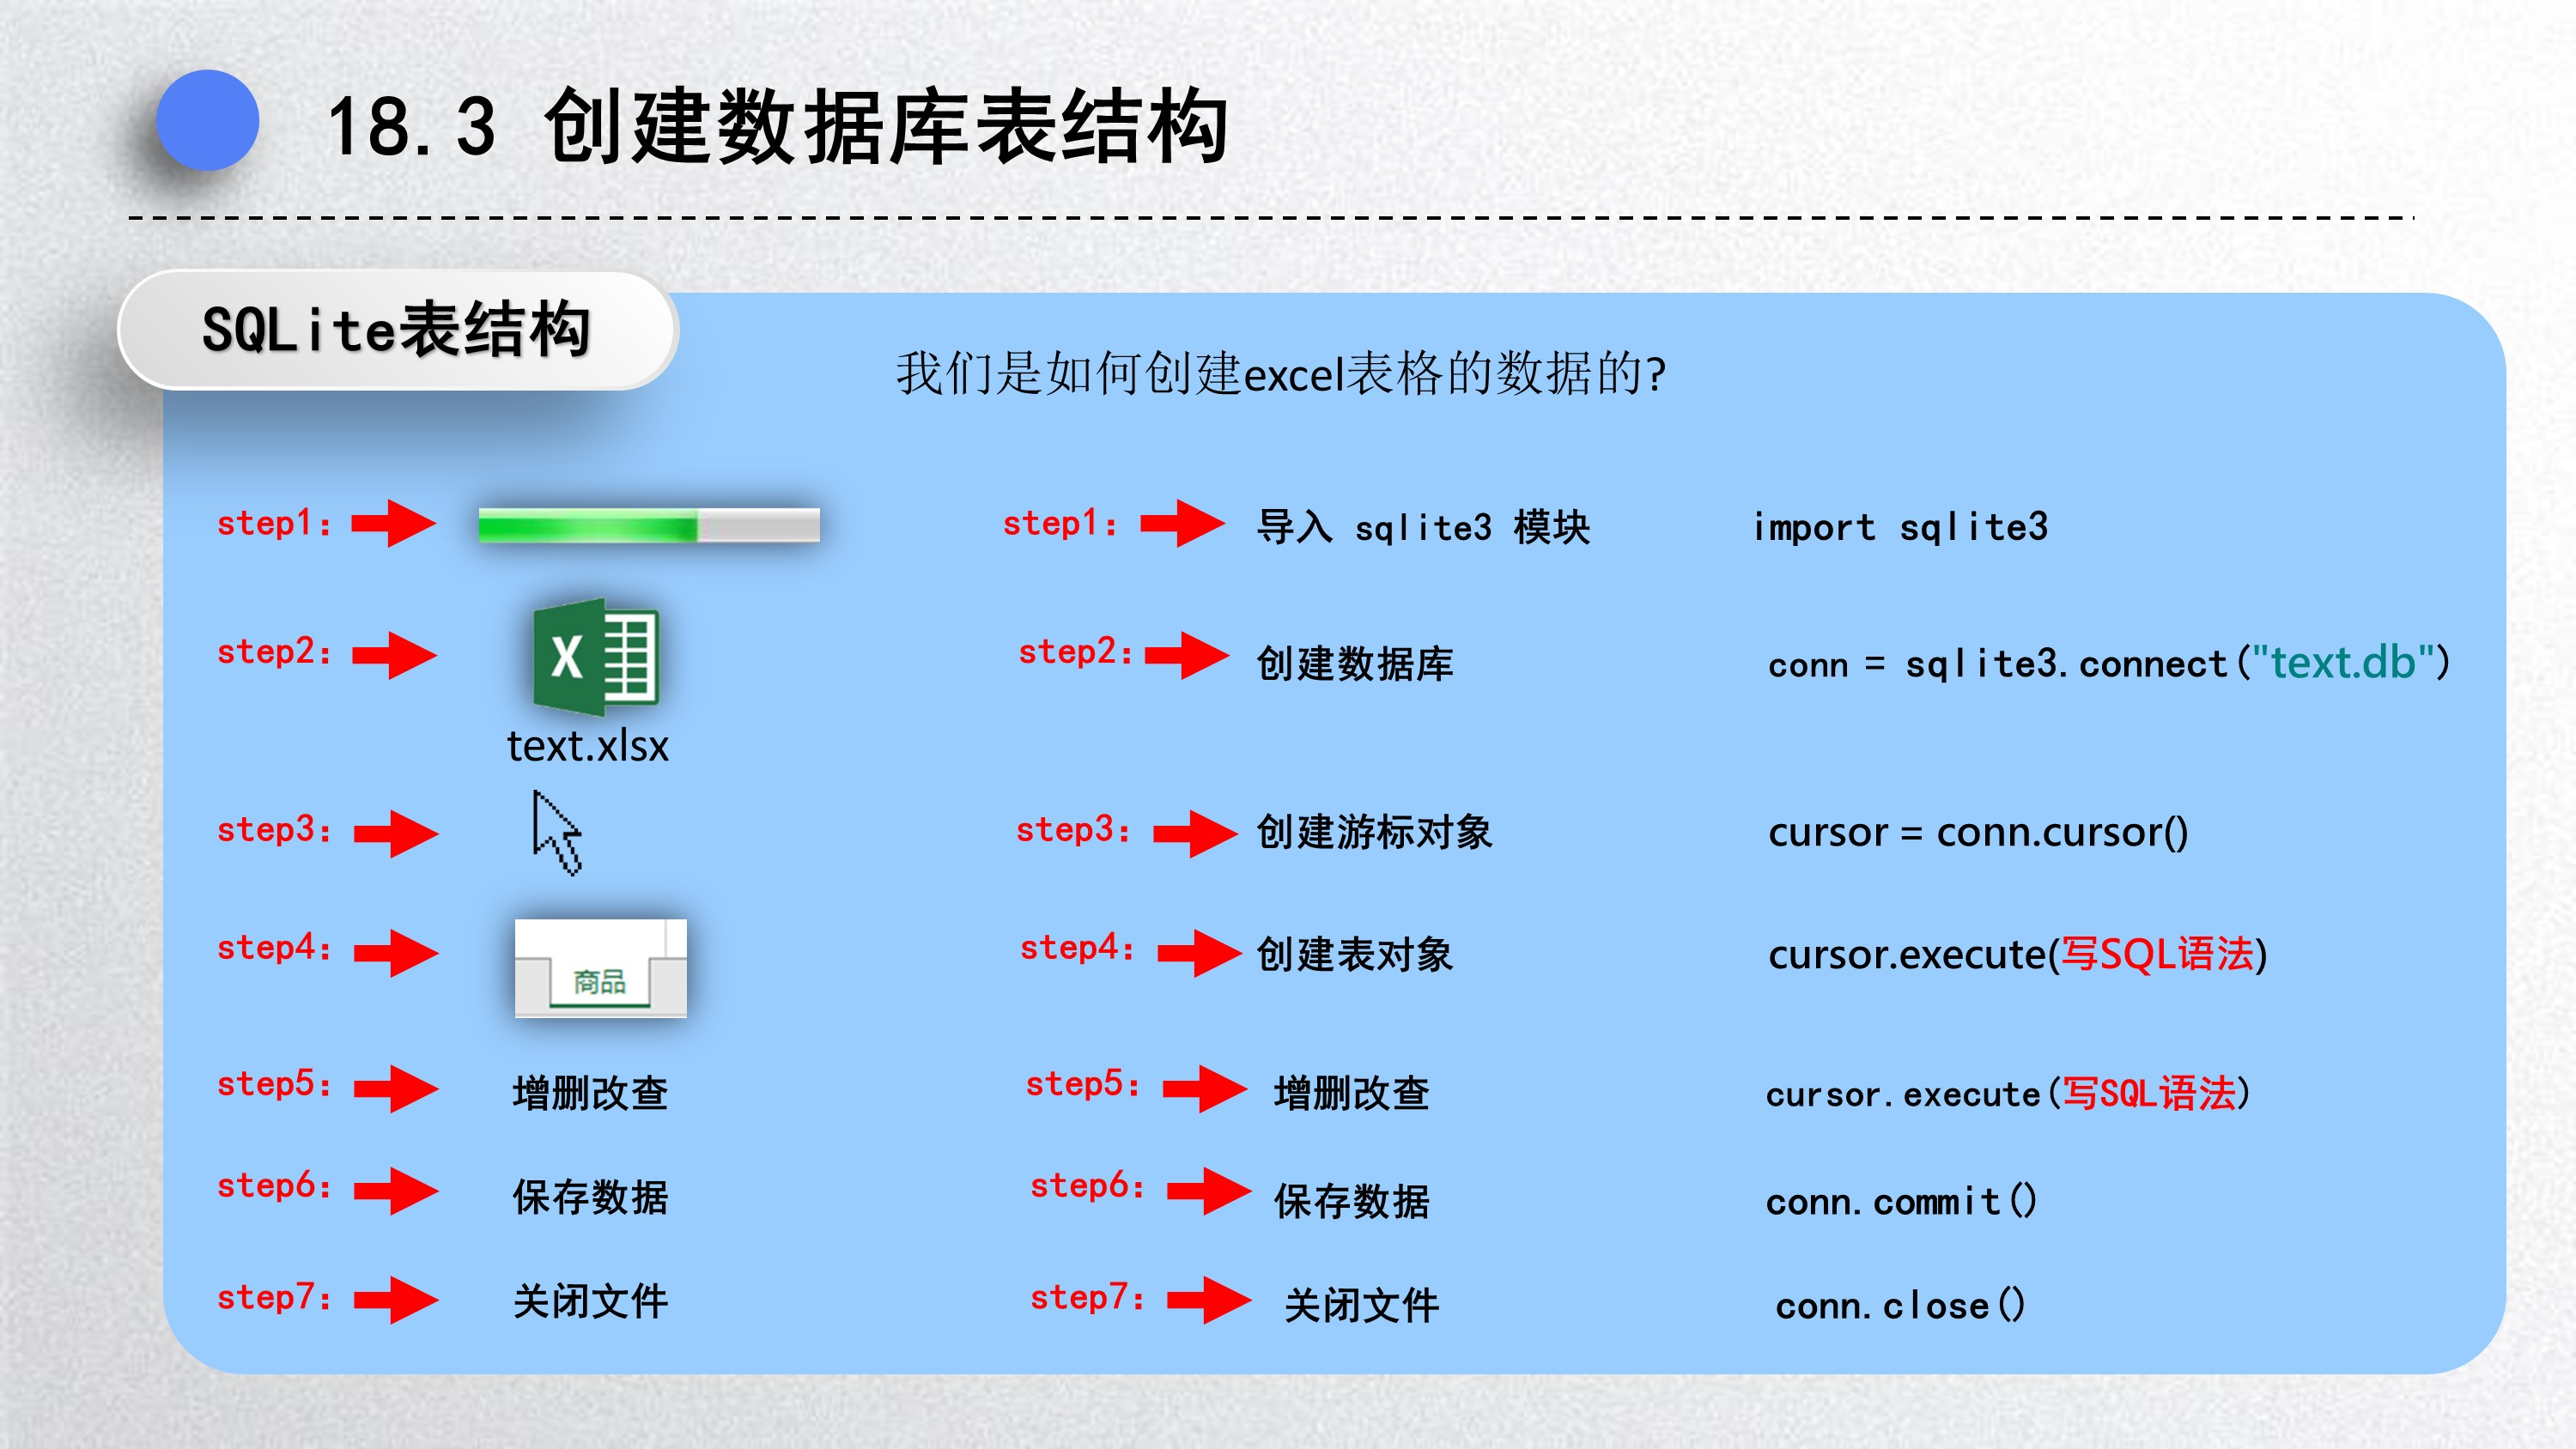 18.3 创建数据库表结构
SQLite表结构
我们是如何创建excel表格的数据的?
step1:
step1: 导入 sqlite3 模块 import sqlite3
step2:
text.xlsx
step2: 创建数据库 conn = sqlite3.connect("text.db")
step3:
step3: 创建游标对象 cursor = conn.cursor()
step4: 商品
step4: 创建表对象 cursor.execute(写SQL语法)
step5: 增删改查
step5: 增删改查 cursor.execute(写SQL语法)
step6: 保存数据
step6: 保存数据 conn.commit()
step7: 关闭文件
step7: 关闭文件 conn.close()